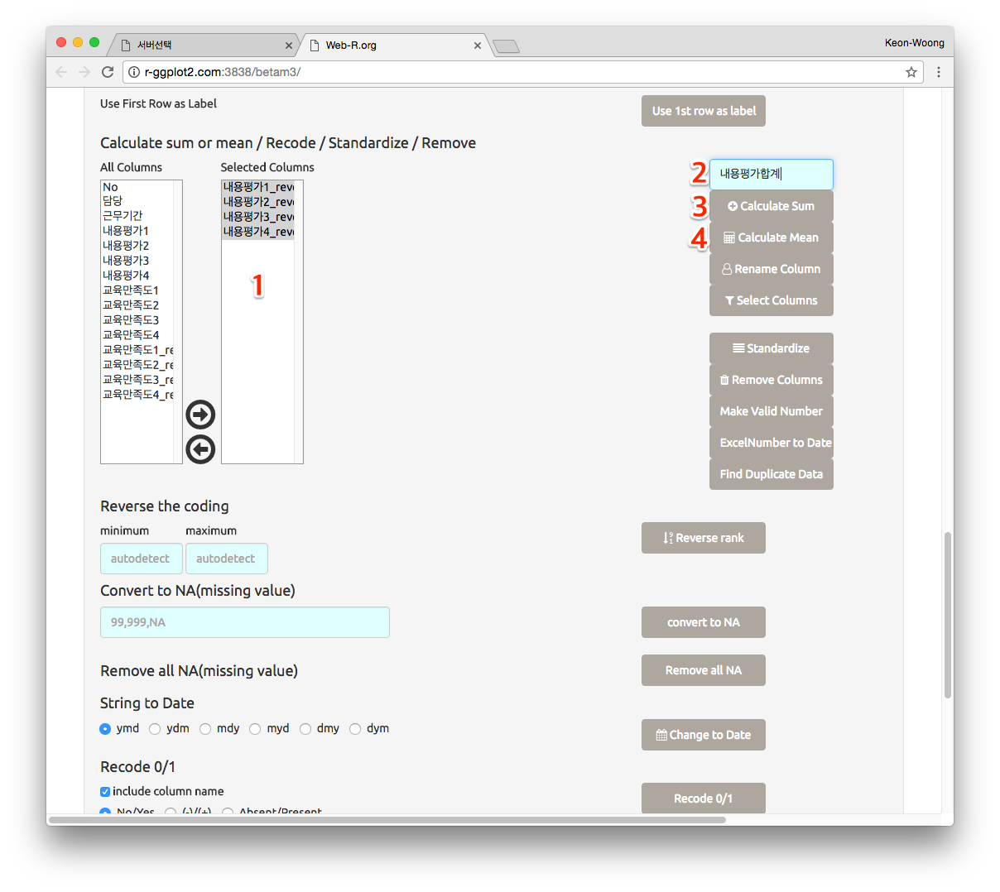 서버선택
Web-R.org
Keon-Woong
r-ggplot2.com:3838/betam3/
Use First Row as Label
Use 1st row as label
Calculate sum or mean / Recode / Standardize / Remove
All Columns
Selected Columns
No
담당
근무기간
내용평가1
내용평가2
내용평가3
내용평가4
교육만족도1
교육만족도2
교육만족도3
교육만족도4
교육만족도1_re
교육만족도2_re
교육만족도3_re
교육만족도4_re
내용평가1_reve
내용평가2_reve
내용평가3_reve
내용평가4_reve
1
2
내용평가합계
3
Calculate Sum
4
Calculate Mean
Rename Column
Select Columns
Standardize
Remove Columns
Make Valid Number
ExcelNumber to Date
Find Duplicate Data
Reverse the coding
minimum
maximum
autodetect
autodetect
Reverse rank
Convert to NA(missing value)
99,999,NA
convert to NA
Remove all NA(missing value)
Remove all NA
String to Date
ymd ydm mdy myd dmy dym
Change to Date
Recode 0/1
include column name
Recode 0/1
No/Yes (-)/(+) Absent/Present